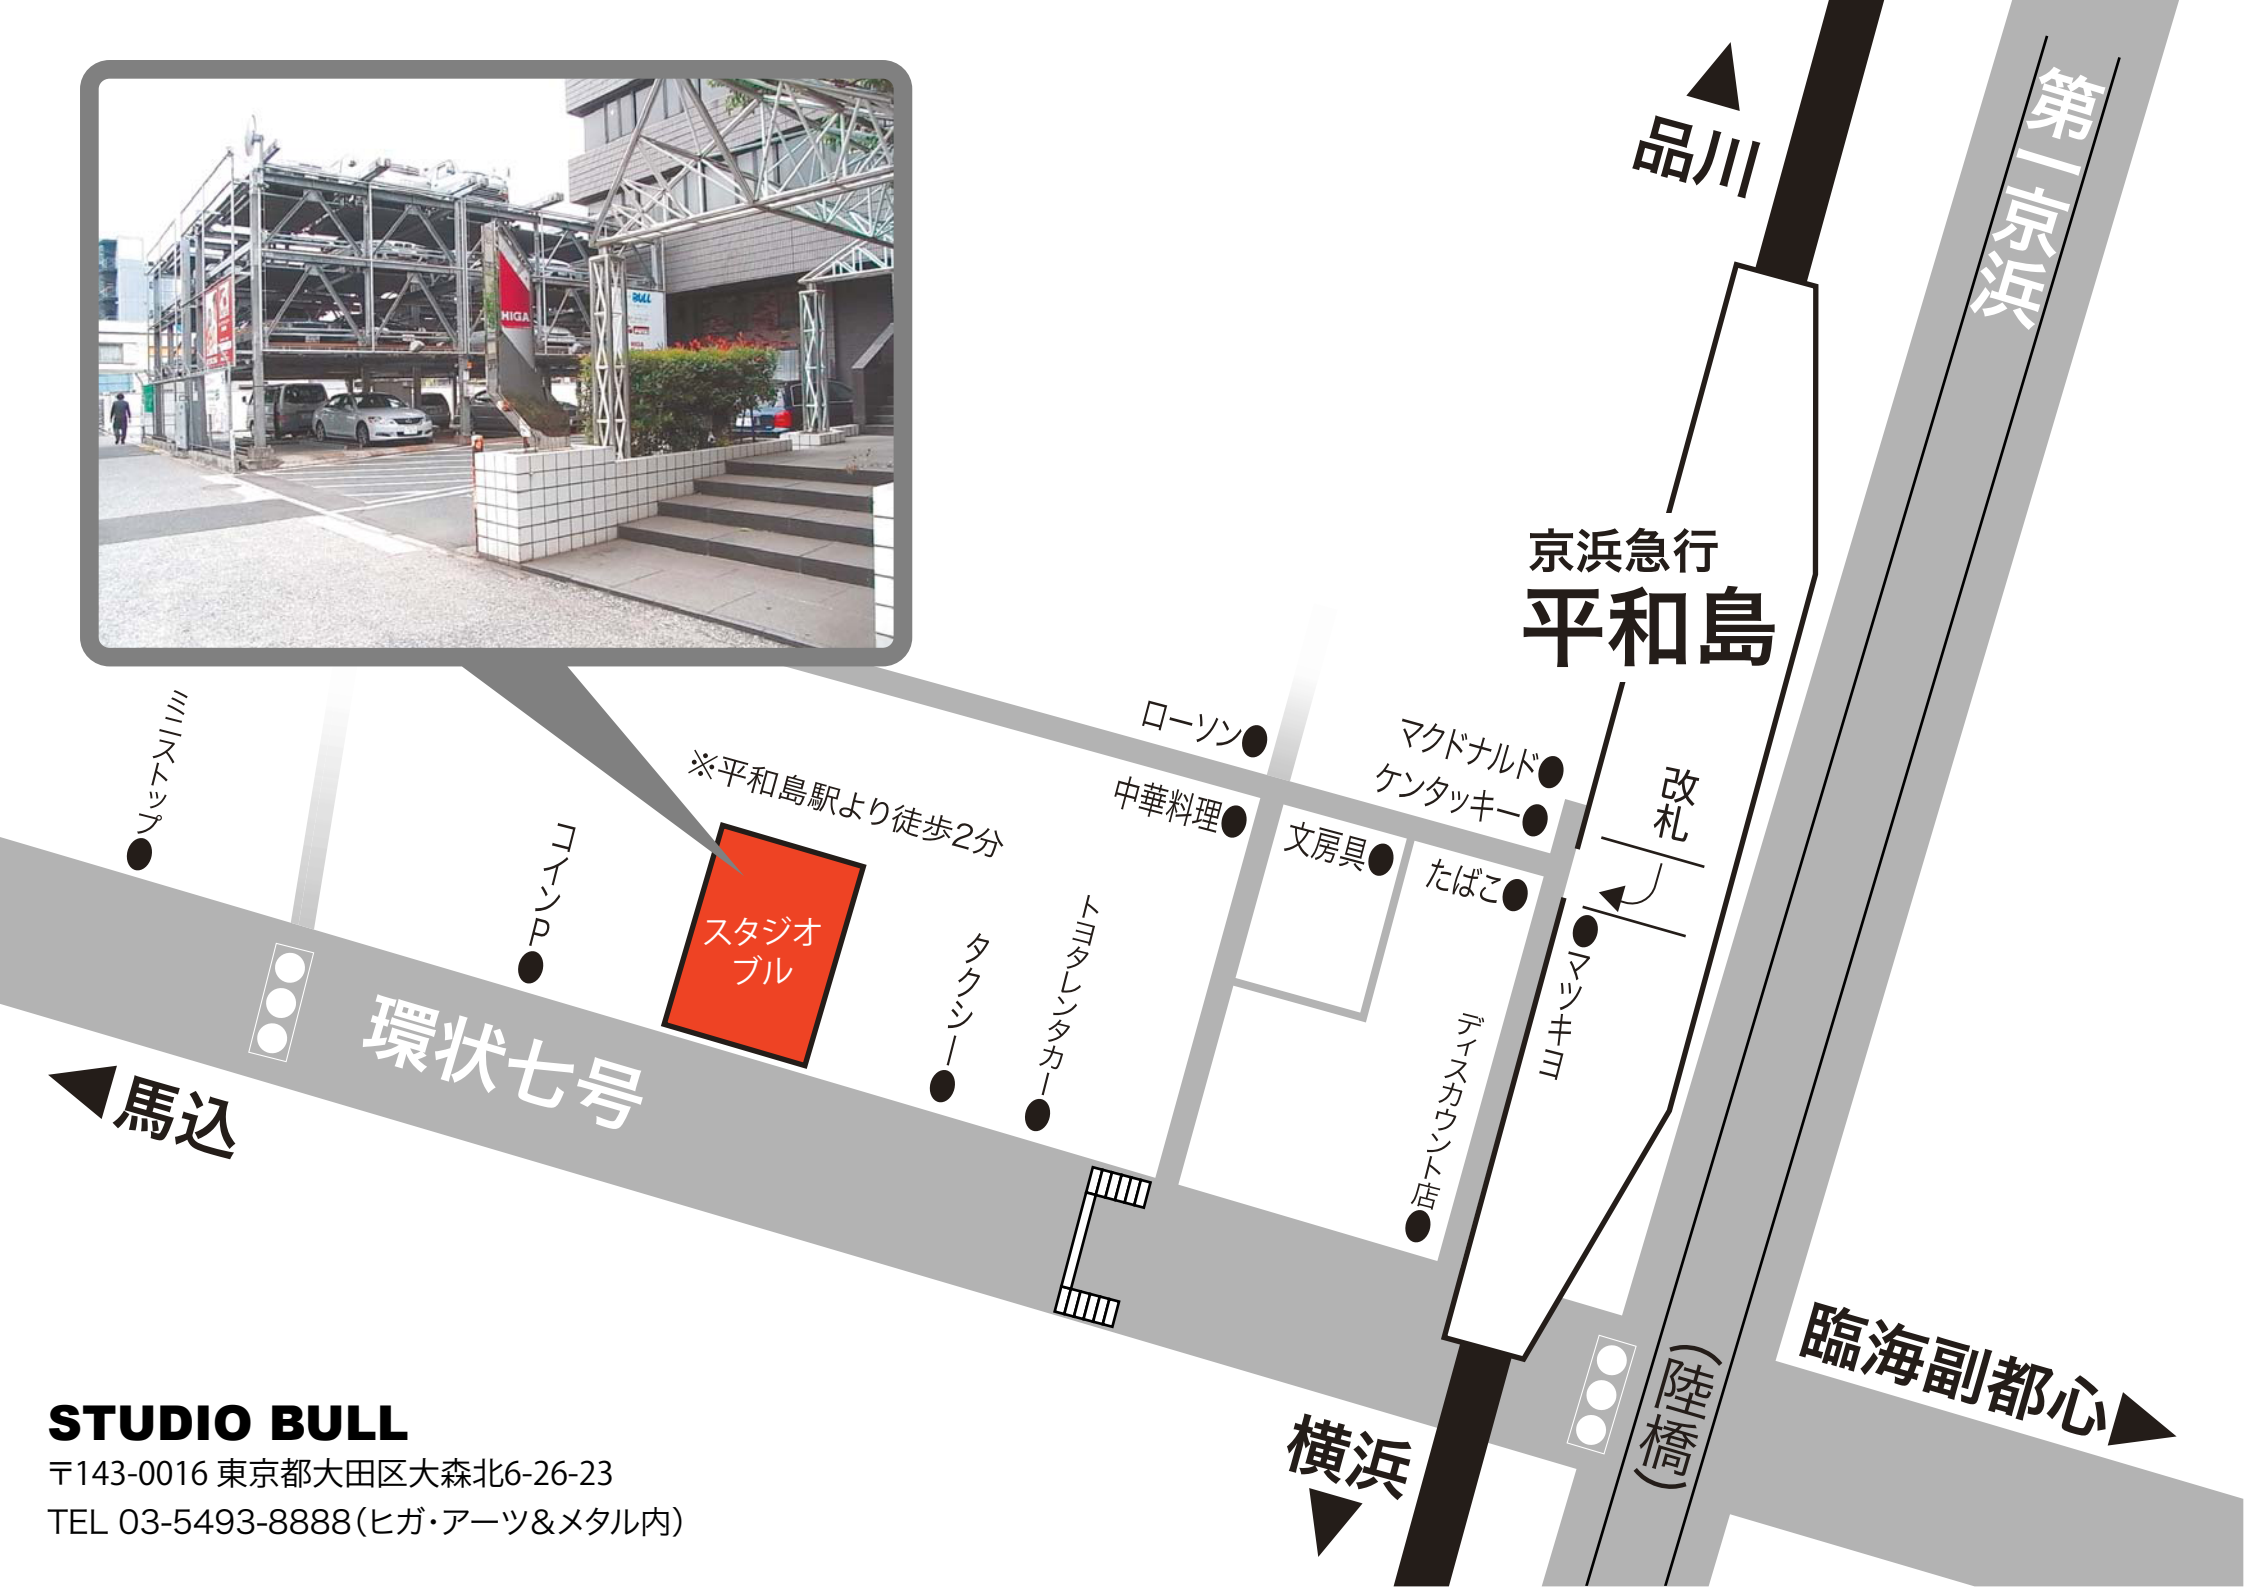 品川
第一京浜
BULL
HIGA
HIGA
京浜急行
平和島
ミニストップ
ローソン
マクドナルド
ケンタッキー
改札
※平和島駅より徒歩2分
中華料理
文房具
たばこ
コインP
スタジオ
ブル
タクシー
トヨタレンタカー
マツキヨ
ディスカウント店
環状七号
馬込
臨海副都心
(陸橋)
横浜
STUDIO BULL
〒143-0016 東京都大田区大森北6-26-23
TEL 03-5493-8888(ヒガ・アーツ&メタル内)